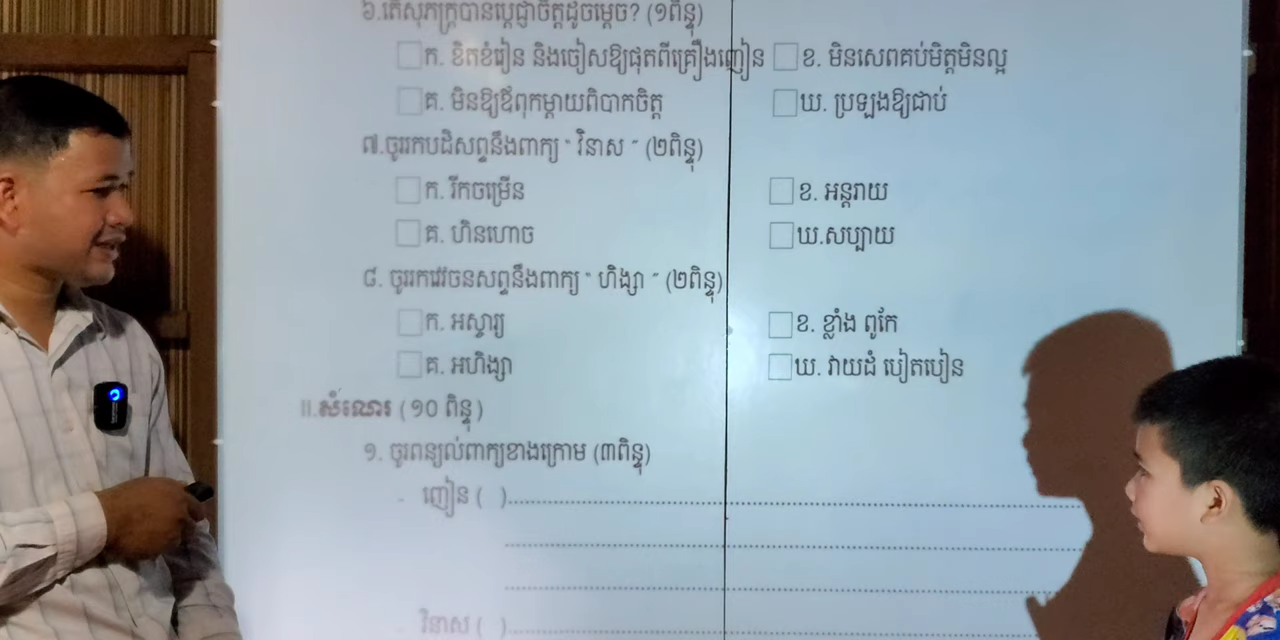 ៦.តើសុភក្ត្របានប្ដេជ្ញាចិត្តដូចម្ដេច? (១ពិន្ទុ)
ក. ខិតខំរៀន និងចៀសឱ្យផុតពីគ្រឿងញៀន ខ. មិនសេពគប់មិត្តមិនល្អ
គ. មិនឱ្យឪពុកម្ដាយពិបាកចិត្ត ឃ. ប្រឡងឱ្យជាប់
៧.ចូររកបដិសព្ទនឹងពាក្យ " វិនាស " (២ពិន្ទុ)
ក. រីកចម្រើន ខ. អន្តរាយ
គ. ហិនហោច ឃ.សប្បាយ
៨. ចូររកវេវចនសព្ទនឹងពាក្យ " ហិង្សា " (២ពិន្ទុ)
ក. អស្ចារ្យ ខ. ខ្លាំង ពូកែ
គ. អហិង្សា ឃ. វាយដំ បៀតបៀន
II.សំណេរ (១០ ពិន្ទុ)
១. ចូរពន្យល់ពាក្យខាងក្រោម (៣ពិន្ទុ)
- ញៀន ( )
វិនាស ( )